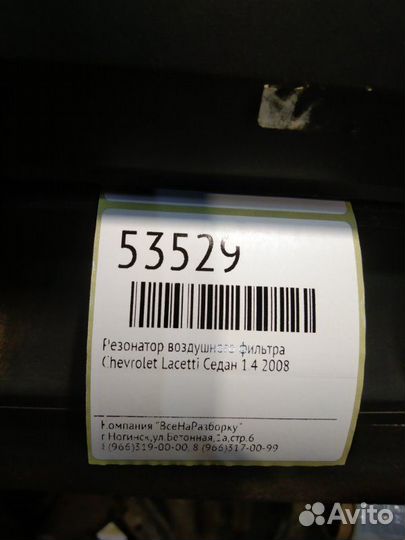 53529
Резонатор воздушного фильтра
Chevrolet Lacetti Седан 1.4 2008
Компания "ВсеНаРазборку"
г.Ногинск,ул.Бетонная,1а,стр.6
8 (966)319-00-00, 8 (966)317-00-99
Avito